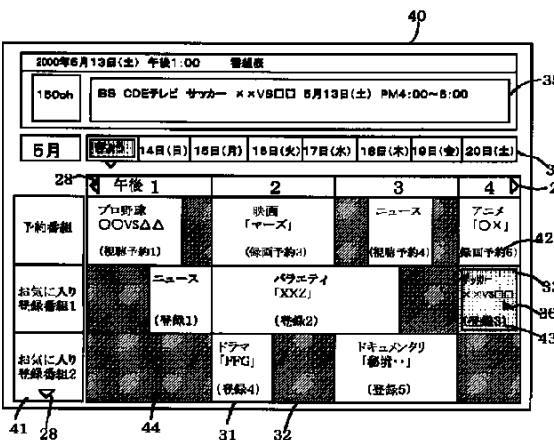 40
2000年5月13日(土) 午後1:00 番組表
150ch
BS CDEテレビ サッカー ××VS□□ 5月13日(土) PM4:00~6:00
5月
14日(日) 15日(月) 16日(火) 17日(水) 18日(木) 19日(金) 20日(土)
28
午後 1 2 3 4
予約番組
プロ野球
○○VS△△
(視聴予約1)
映画
「マーズ」
(録画予約3)
ニュース
(視聴予約4)
アニメ
「○×」
(録画予約6)
42
お気に入り
登録番組1
ニュース
(登録1)
バラエティ
「XXZ」
(登録2)
サッカー
××VS□□
(登録3)
36
43
お気に入り
登録番組2
ドラマ
(登録4)
ドキュメンタリ
(登録5)
41
28
44
31
32